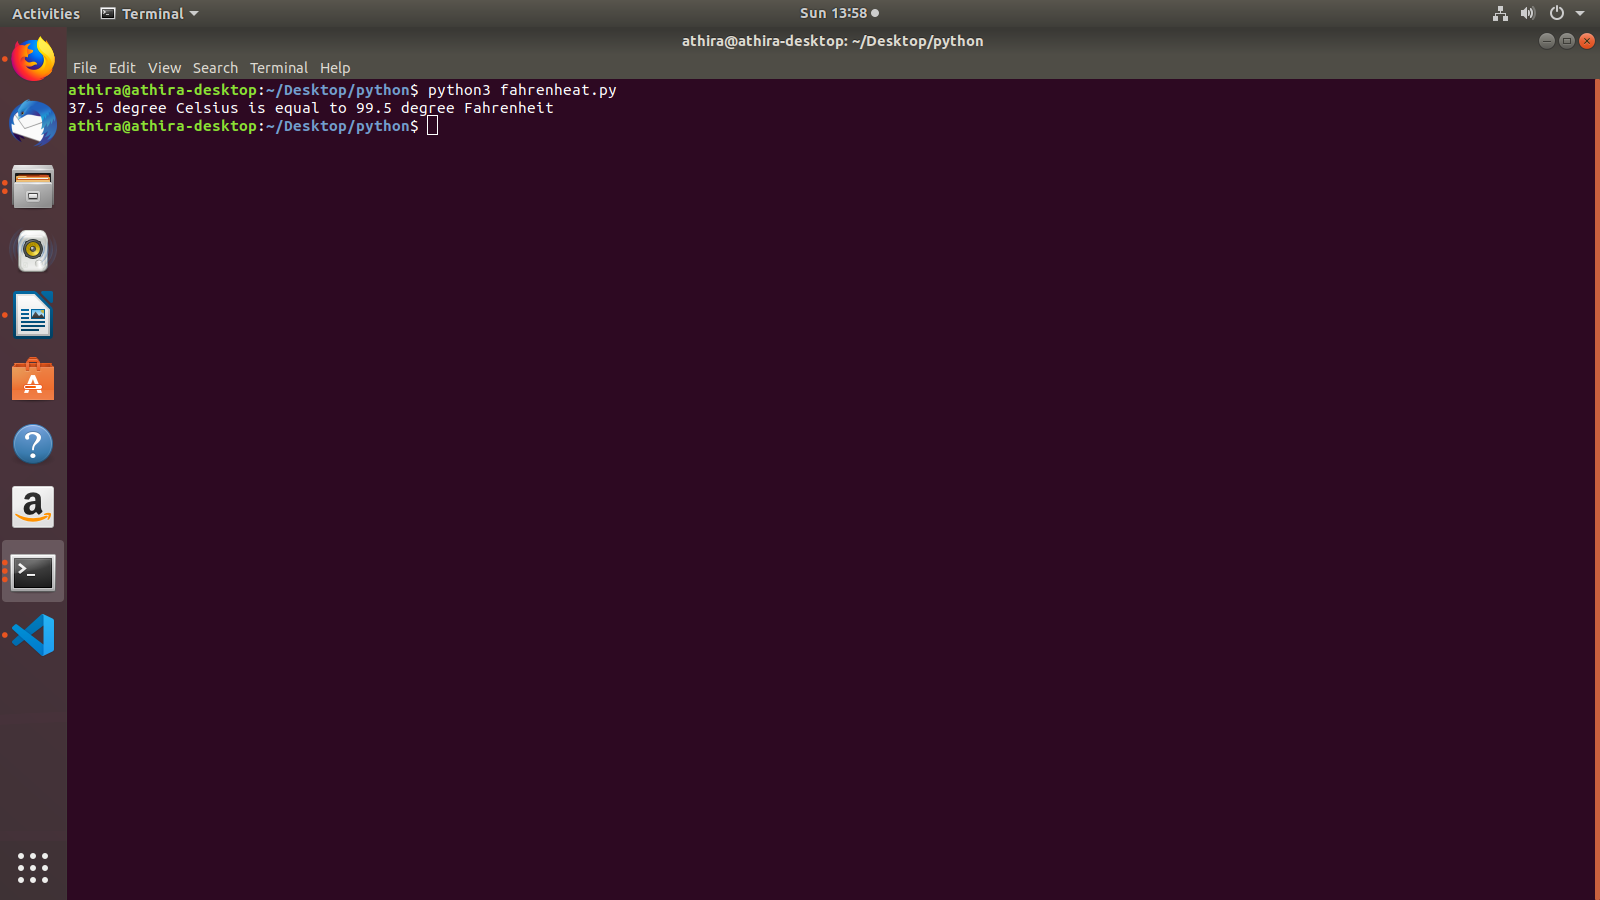 Activities Terminal Sun 13:58
athira@athira-desktop: ~/Desktop/python
File Edit View Search Terminal Help
athira@athira-desktop:~/Desktop/python$ python3 fahrenheat.py
37.5 degree Celsius is equal to 99.5 degree Fahrenheit
athira@athira-desktop:~/Desktop/python$